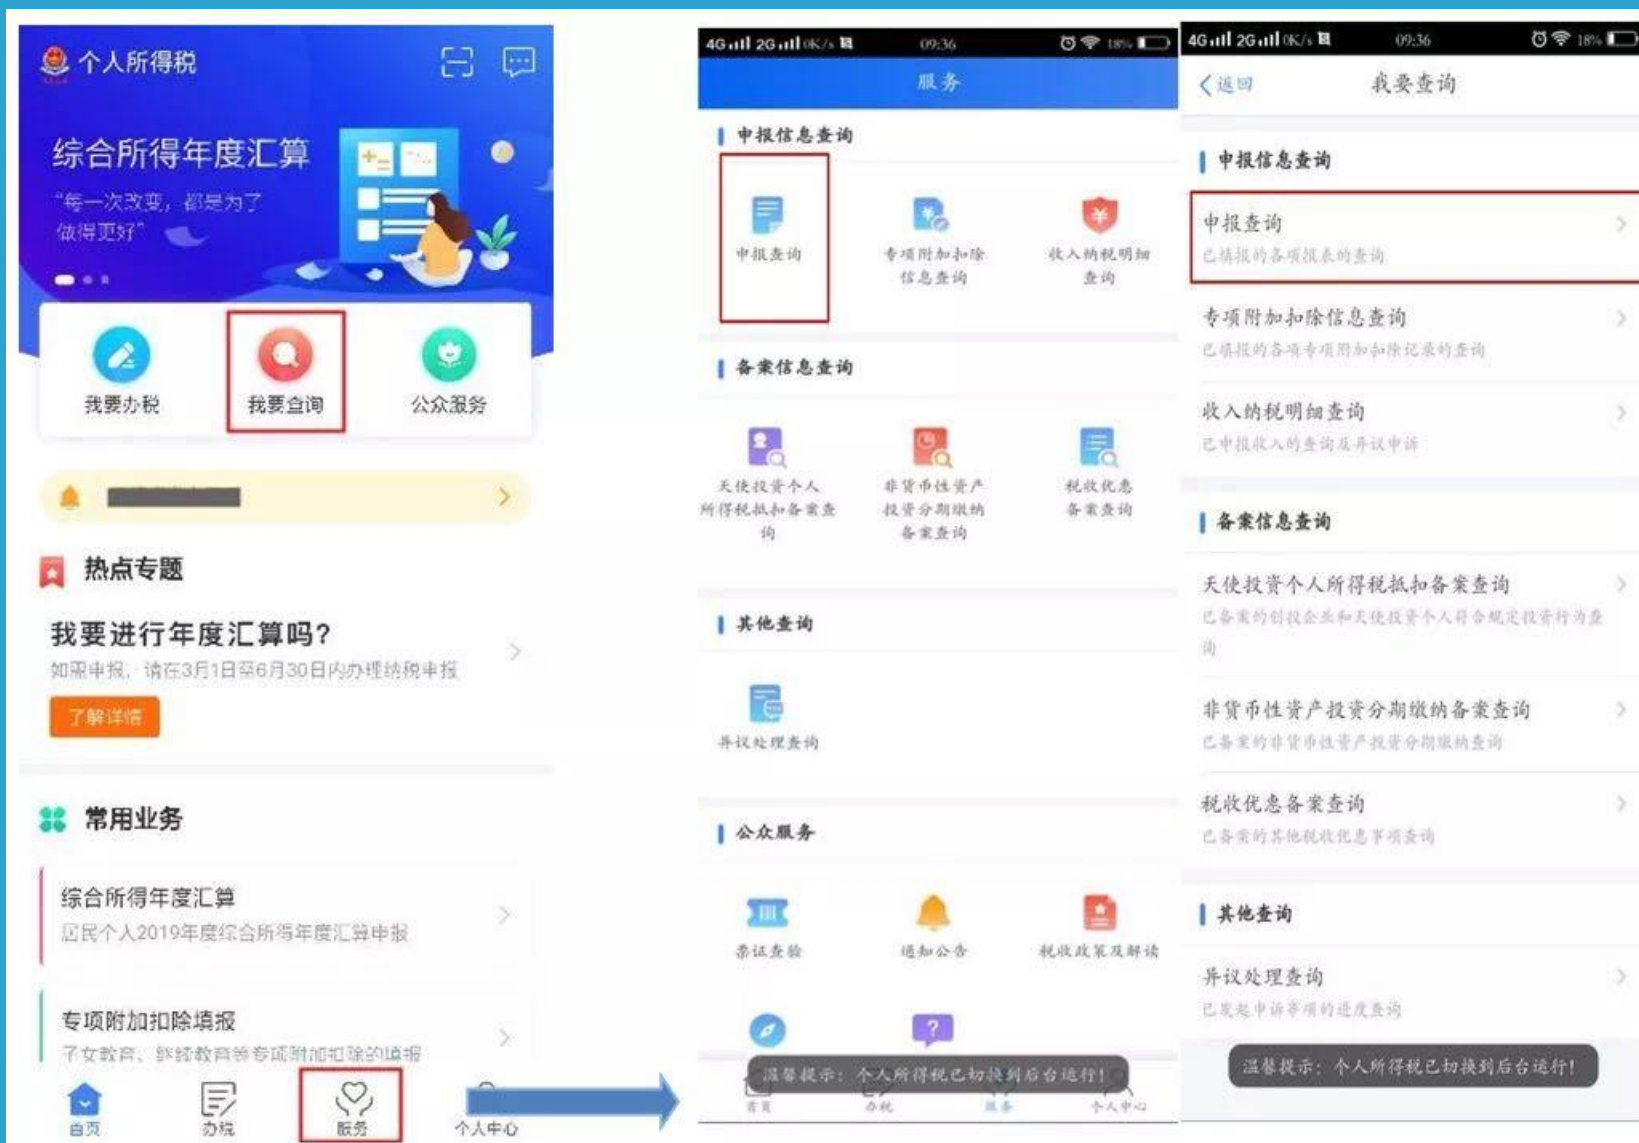 个人所得税
综合所得年度汇算
“每一次改变，都是为了
做得更好”
我要办税
我要查询
公众服务
热点专题
我要进行年度汇算吗？
如需申报，请在3月1日至6月30日内办理纳税申报
了解详情
常用业务
综合所得年度汇算
居民个人2019年度综合所得年度汇算申报
专项附加扣除填报
子女教育、继续教育等专项附加扣除的填报
首页
办税
服务
个人中心
4G 2G 0K/s
09:36
18%
服务
申报信息查询
申报查询
专项附加扣除
信息查询
收入纳税明细
查询
备案信息查询
天使投资个人
所得税抵扣备案查
询
非货币性资产
投资分期缴纳
备案查询
税收优惠
备案查询
其他查询
异议处理查询
公众服务
票证查验
通知公告
税收政策及解读
?
温馨提示：个人所得税已切换到后台运行！
首页
办税
服务
个人中心
4G 2G 0K/s
09:36
18%
返回
我要查询
申报信息查询
申报查询
已填报的各项报表的查询
专项附加扣除信息查询
已填报的各项专项附加扣除记录的查询
收入纳税明细查询
已申报收入的查询及异议申诉
备案信息查询
天使投资个人所得税抵扣备案查询
已备案的创投企业和天使投资个人符合规定投资行为查
询
非货币性资产投资分期缴纳备案查询
已备案的非货币性资产投资分期缴纳查询
税收优惠备案查询
已备案的其他税收优惠事项查询
其他查询
异议处理查询
已发起申诉事项的进度查询
温馨提示：个人所得税已切换到后台运行！